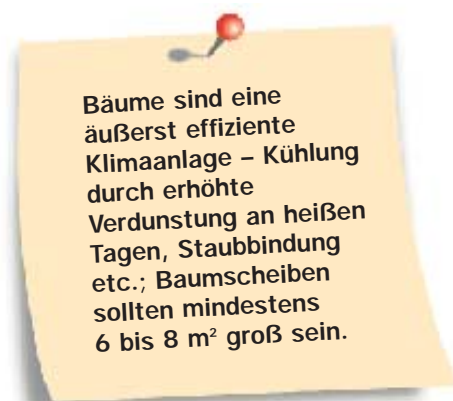 Bäume sind eine
äußerst effiziente
Klimaanlage – Kühlung
durch erhöhte
Verdunstung an heißen
Tagen, Staubbindung
etc.; Baumscheiben
sollten mindestens
6 bis 8 m² groß sein.